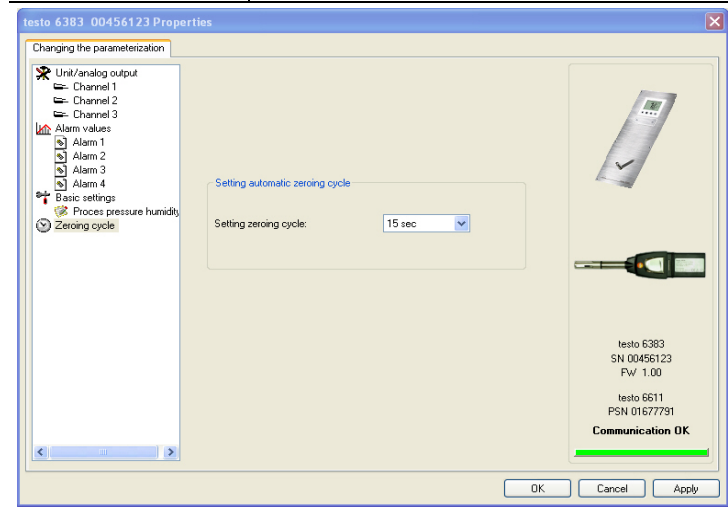 testo 6383 00456123 Properties
Changing the parameterization
Unit/analog output
Channel 1
Channel 2
Channel 3
Alarm values
Alarm 1
Alarm 2
Alarm 3
Alarm 4
Basic settings
Proces pressure humidity
Zeroing cycle
Setting automatic zeroing cycle
Setting zeroing cycle: 15 sec
testo 6383
SN 00456123
FW 1.00
testo 6611
PSN 01677791
Communication OK
OK Cancel Apply